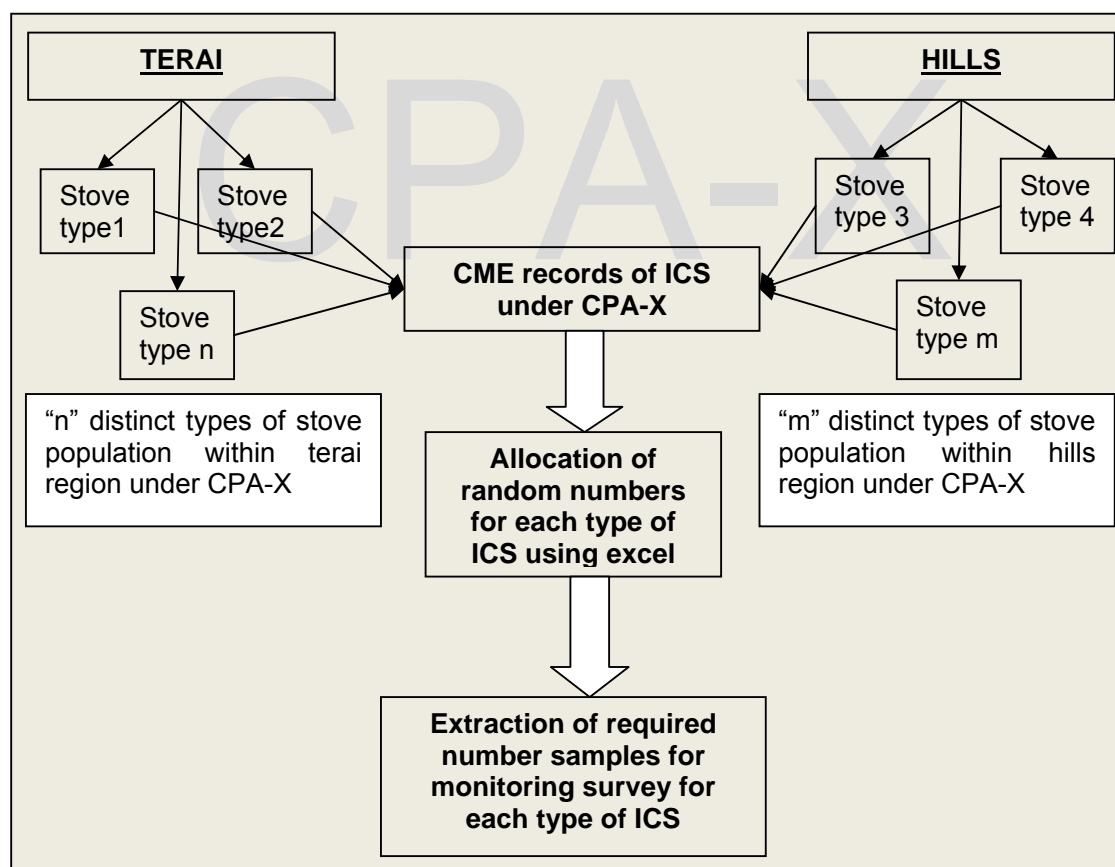 CPA-X
TERAI
HILLS
Stove
type1
Stove
type2
Stove
type n
Stove
type 3
Stove
type 4
Stove
type m
CME records of ICS
under CPA-X
“n” distinct types of stove
population within terai
region under CPA-X
“m” distinct types of stove
population within hills
region under CPA-X
Allocation of
random numbers
for each type of
ICS using excel
Extraction of required
number samples for
monitoring survey for
each type of ICS